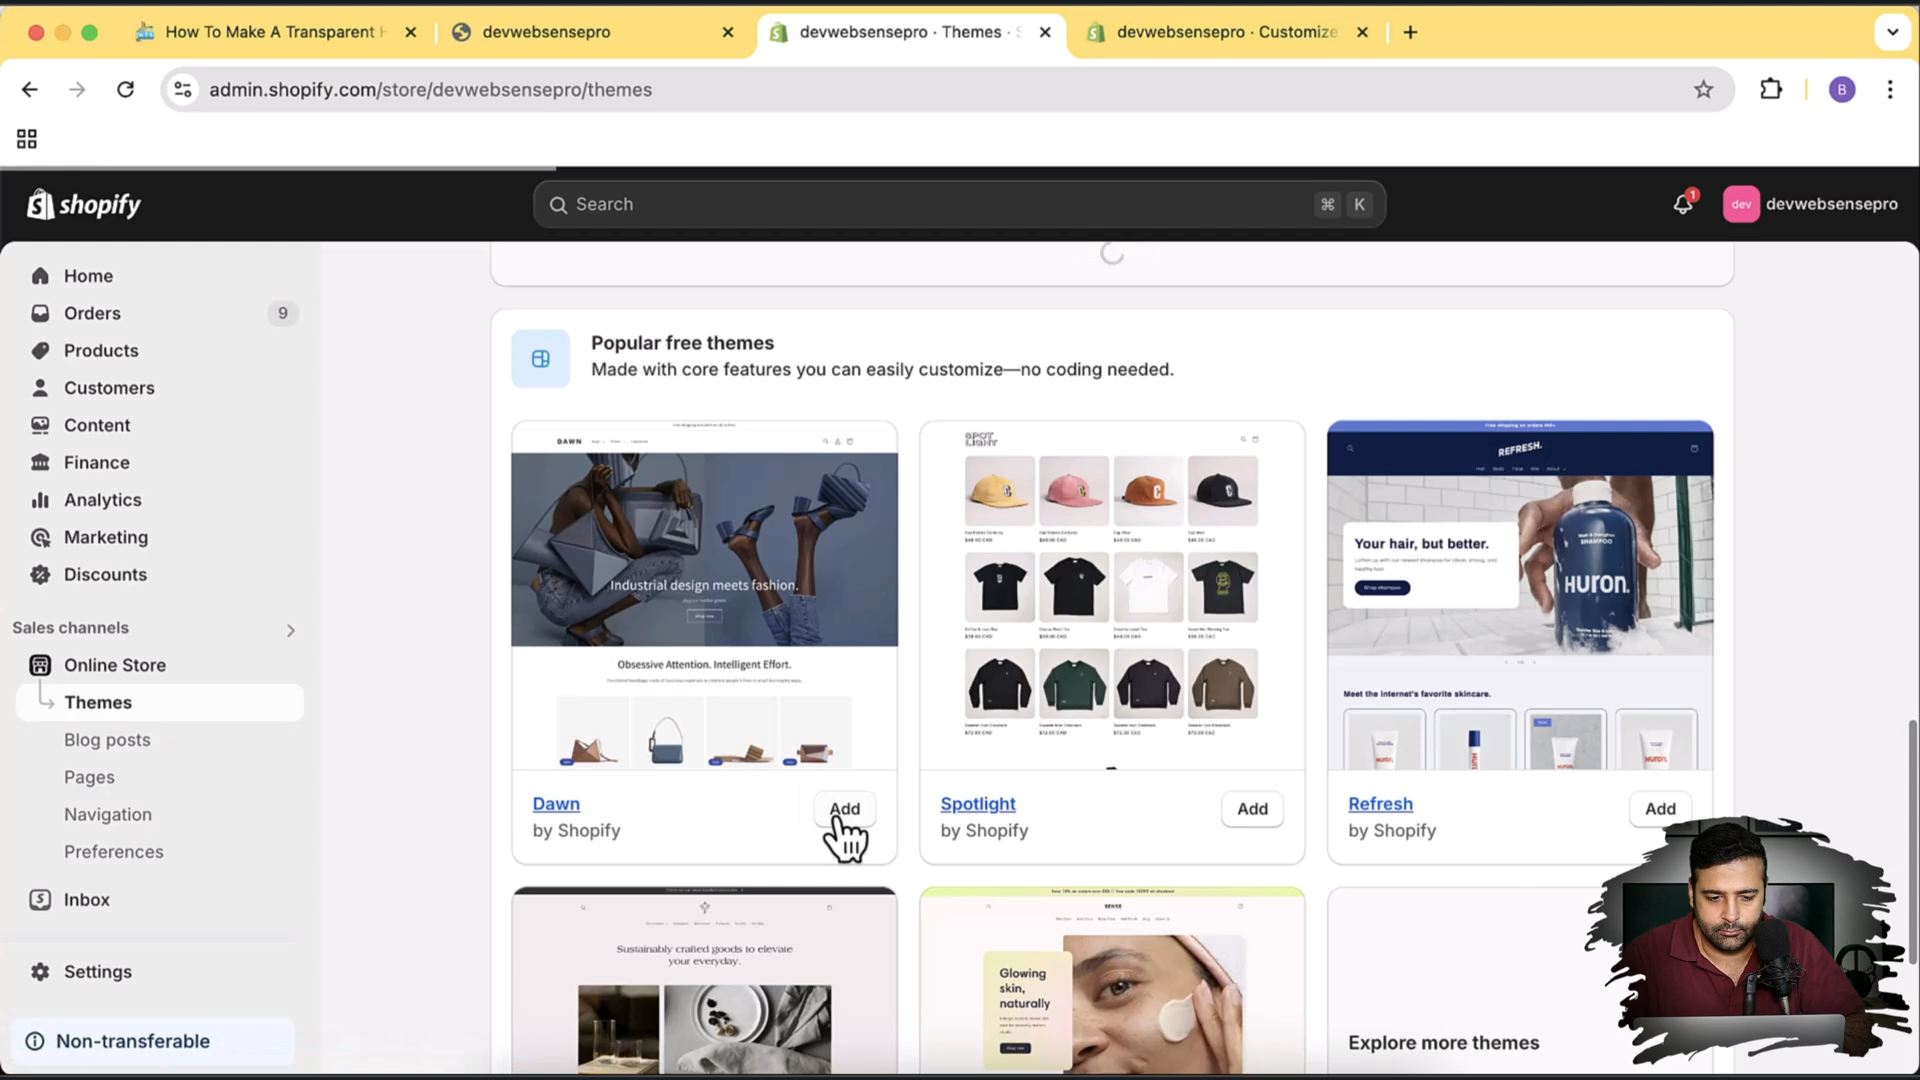 How To Make A Transparent H
devwebsensepro
devwebsensepro · Themes · S
devwebsensepro · Customize
admin.shopify.com/store/devwebsensepro/themes
B
shopify
Search
⌘ K
1
dev
devwebsensepro
Home
Orders 9
Products
Customers
Content
Finance
Analytics
Marketing
Discounts
Sales channels
Online Store
Themes
Blog posts
Pages
Navigation
Preferences
Inbox
Settings
Non-transferable
Popular free themes
Made with core features you can easily customize—no coding needed.
DAWN
Industrial design meets fashion.
Obsessive Attention. Intelligent Effort.
Dawn
by Shopify
Add
SPOT
LIGHT
Spotlight
by Shopify
Add
REFRESH.
Your hair, but better.
Shop shampoo
HURON.
Meet the internet's favorite skincare.
Refresh
by Shopify
Add
Sustainably crafted goods to elevate
your everyday.
SENSE
Glowing
skin,
naturally
Explore more themes